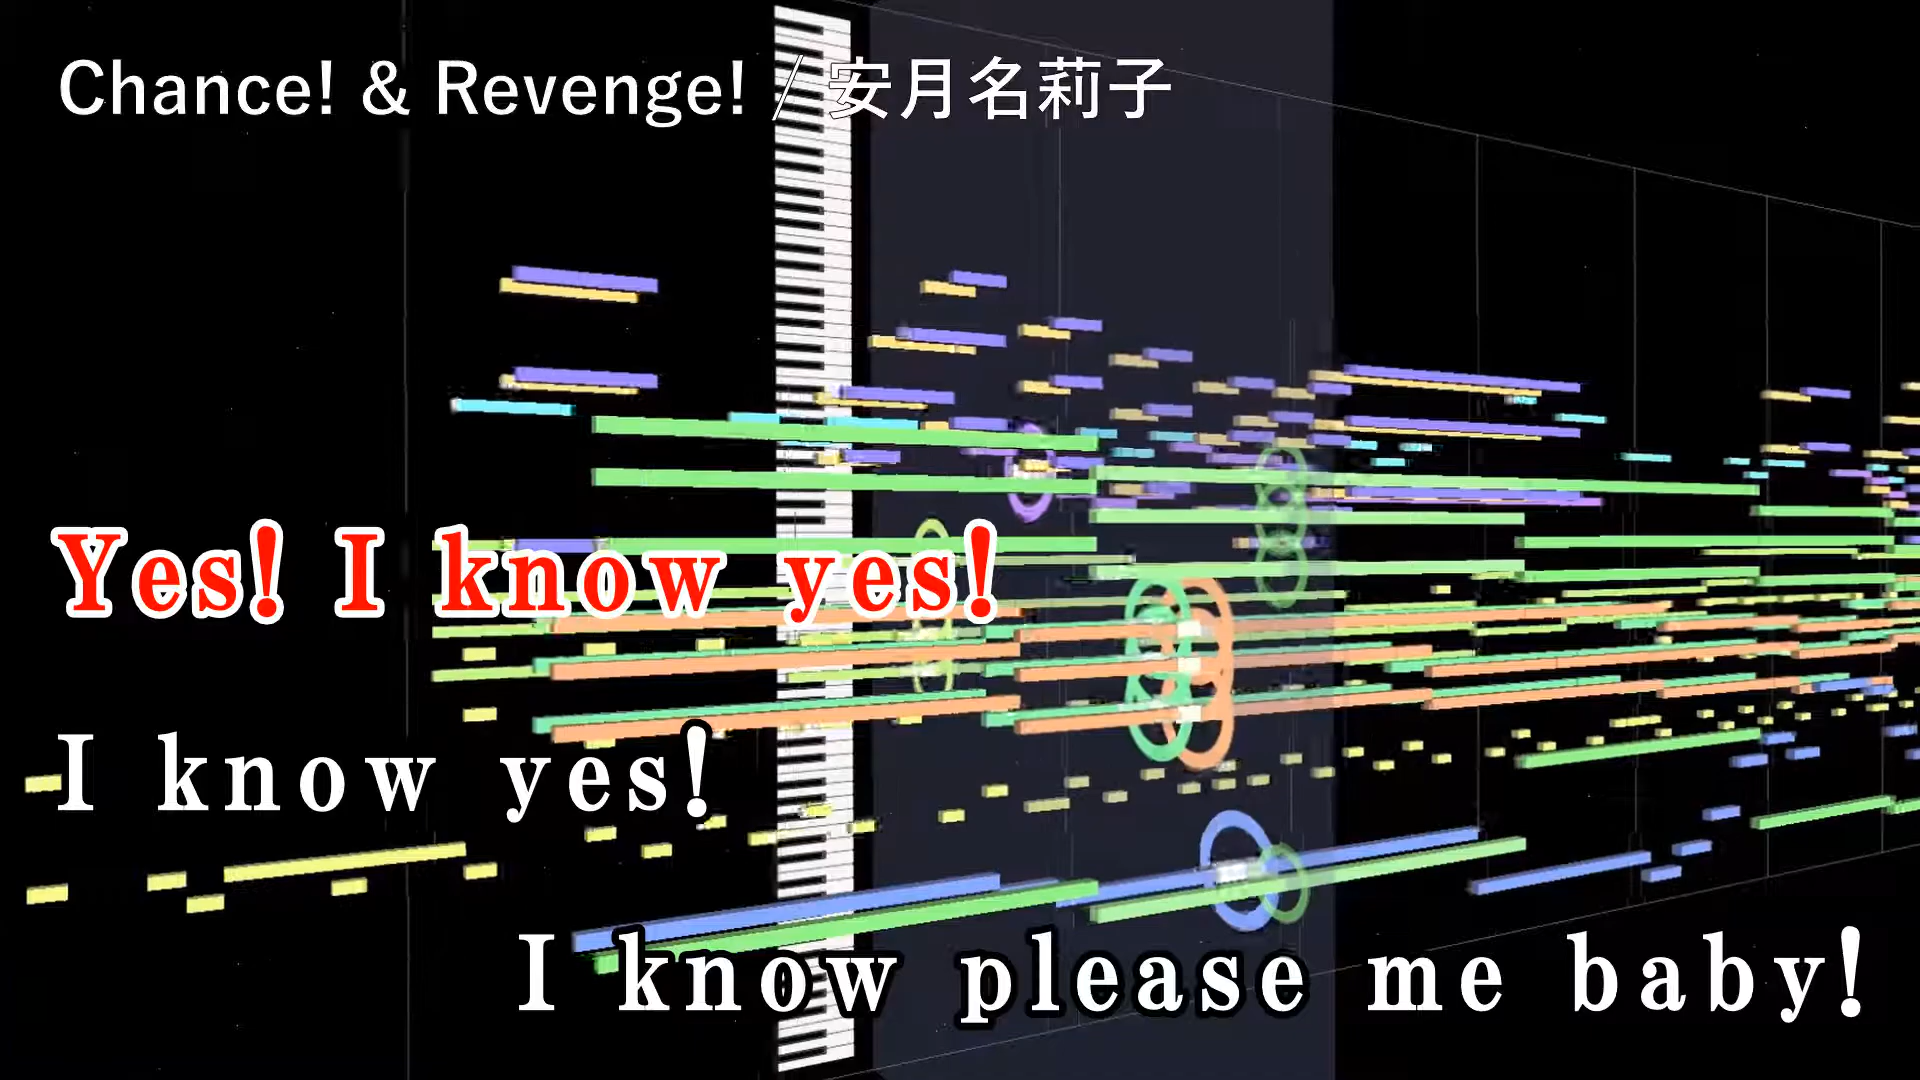 Chance! & Revenge! / 安月名莉子
Yes! I know yes!
I know yes!
I know please me baby!